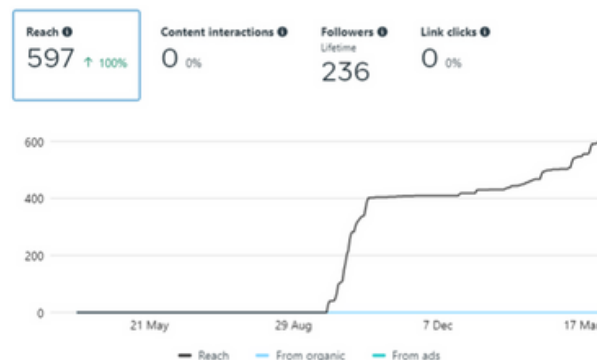 Reach Content interactions Followers Link clicks
597 ↑ 100% 0 0% Lifetime 0 0%
236
600
400
200
0
21 May 29 Aug 7 Dec 17 Ma
Reach From organic From ads